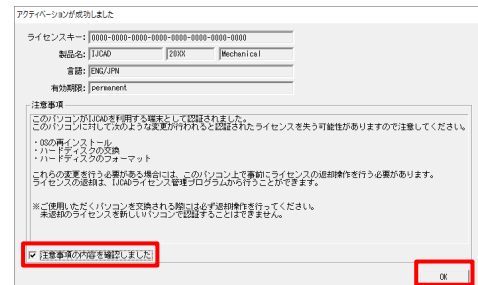 アクティベーションが成功しました
ライセンスキー: 0000-0000-0000-0000-0000-0000-0000
製品名: IJCAD 20XX Mechanical
言語: ENG/JPN
有効期限: permanent
注意事項
このパソコンがIJCADを利用する端末として認証されました。
このパソコンに対して次のような変更が行われると認証されたライセンスを失う可能性がありますので注意してください。
・OSの再インストール
・ハードディスクの交換
・ハードディスクのフォーマット
これらの変更を行う必要がある場合には、このパソコン上で事前にライセンスの返却操作を行う必要があります。
ライセンスの返却は、IJCADライセンス管理プログラムから行うことができます。
※ご使用いただくパソコンを交換される際には必ず返却操作を行ってください。
未返却のライセンスを新しいパソコンで認証することはできません。
注意事項の内容を確認しました
OK